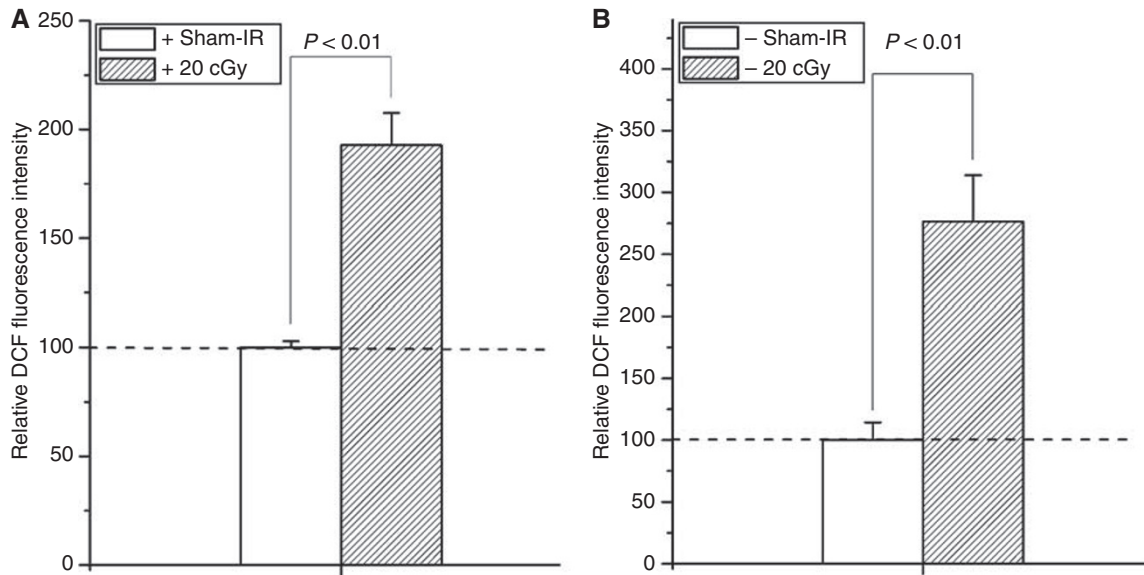 A
+ Sham-IR
+ 20 cGy
P < 0.01
Relative DCF fluorescence intensity
250
200
150
100
50
0
B
– Sham-IR
– 20 cGy
P < 0.01
Relative DCF fluorescence intensity
400
350
300
250
200
150
100
50
0